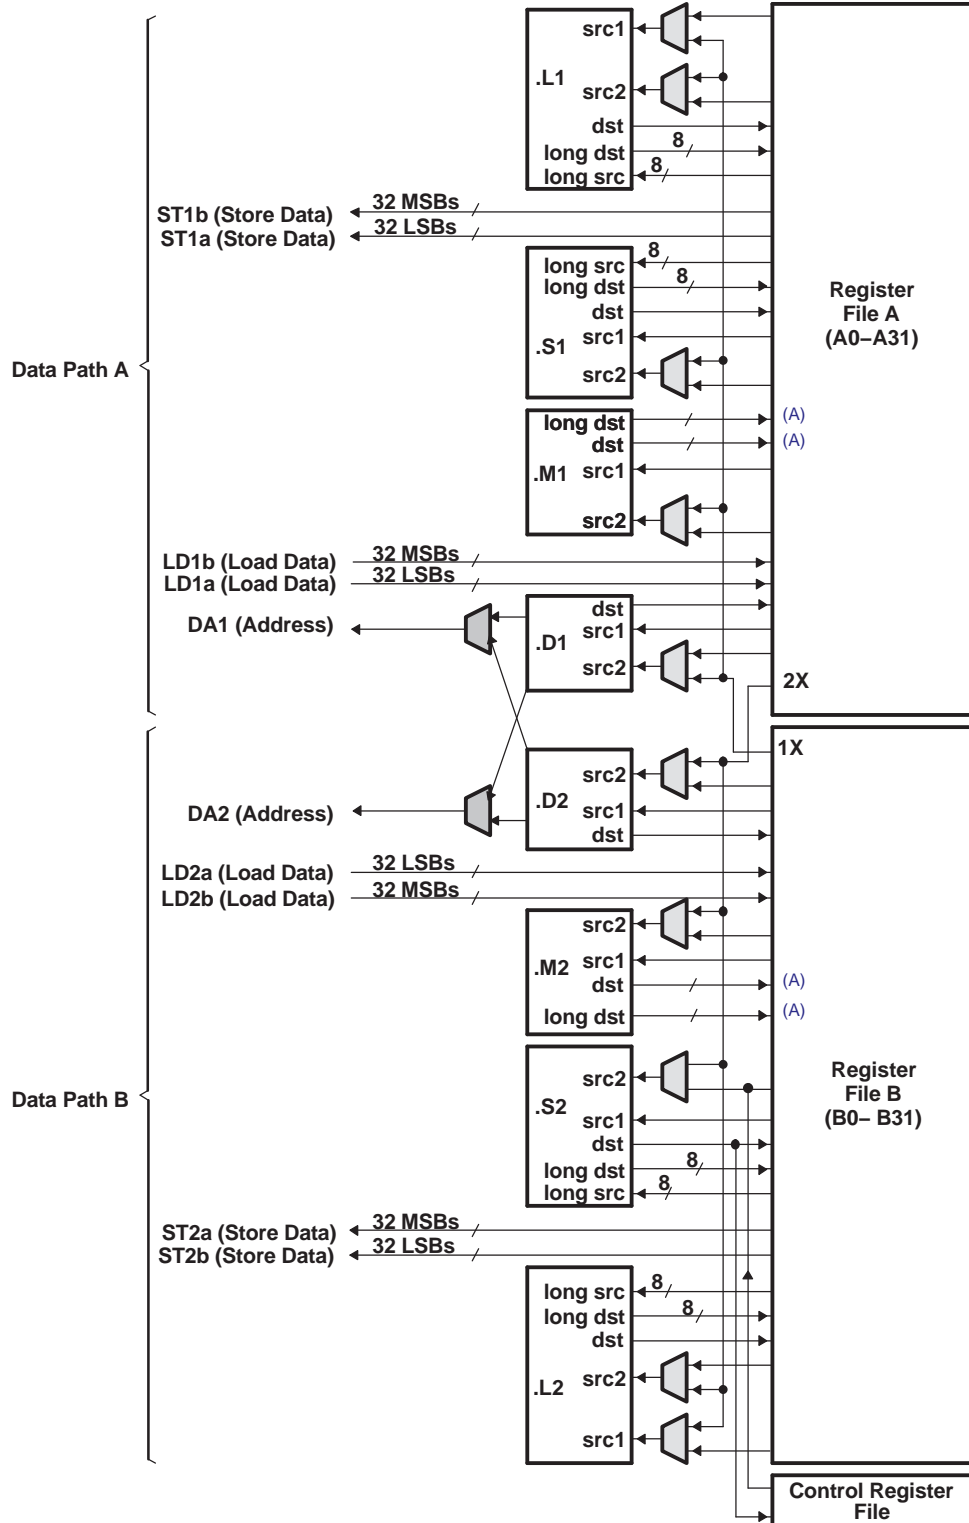 src1
.L1
src2
dst
long dst
8
long src
8
ST1b (Store Data)
32 MSBs
ST1a (Store Data)
32 LSBs
long src
8
long dst
8
dst
.S1
src1
src2
Register
File A
(A0–A31)
Data Path A
long dst
(A)
dst
(A)
.M1
src1
src2
LD1b (Load Data)
32 MSBs
LD1a (Load Data)
32 LSBs
DA1 (Address)
dst
src1
.D1
src2
2X
1X
src2
DA2 (Address)
.D2
src1
dst
LD2a (Load Data)
32 LSBs
LD2b (Load Data)
32 MSBs
src2
.M2
src1
dst
(A)
long dst
(A)
Data Path B
src2
.S2
src1
dst
long dst
8
long src
8
Register
File B
(B0– B31)
ST2a (Store Data)
32 MSBs
ST2b (Store Data)
32 LSBs
long src
8
long dst
8
dst
src2
.L2
src1
Control Register
File